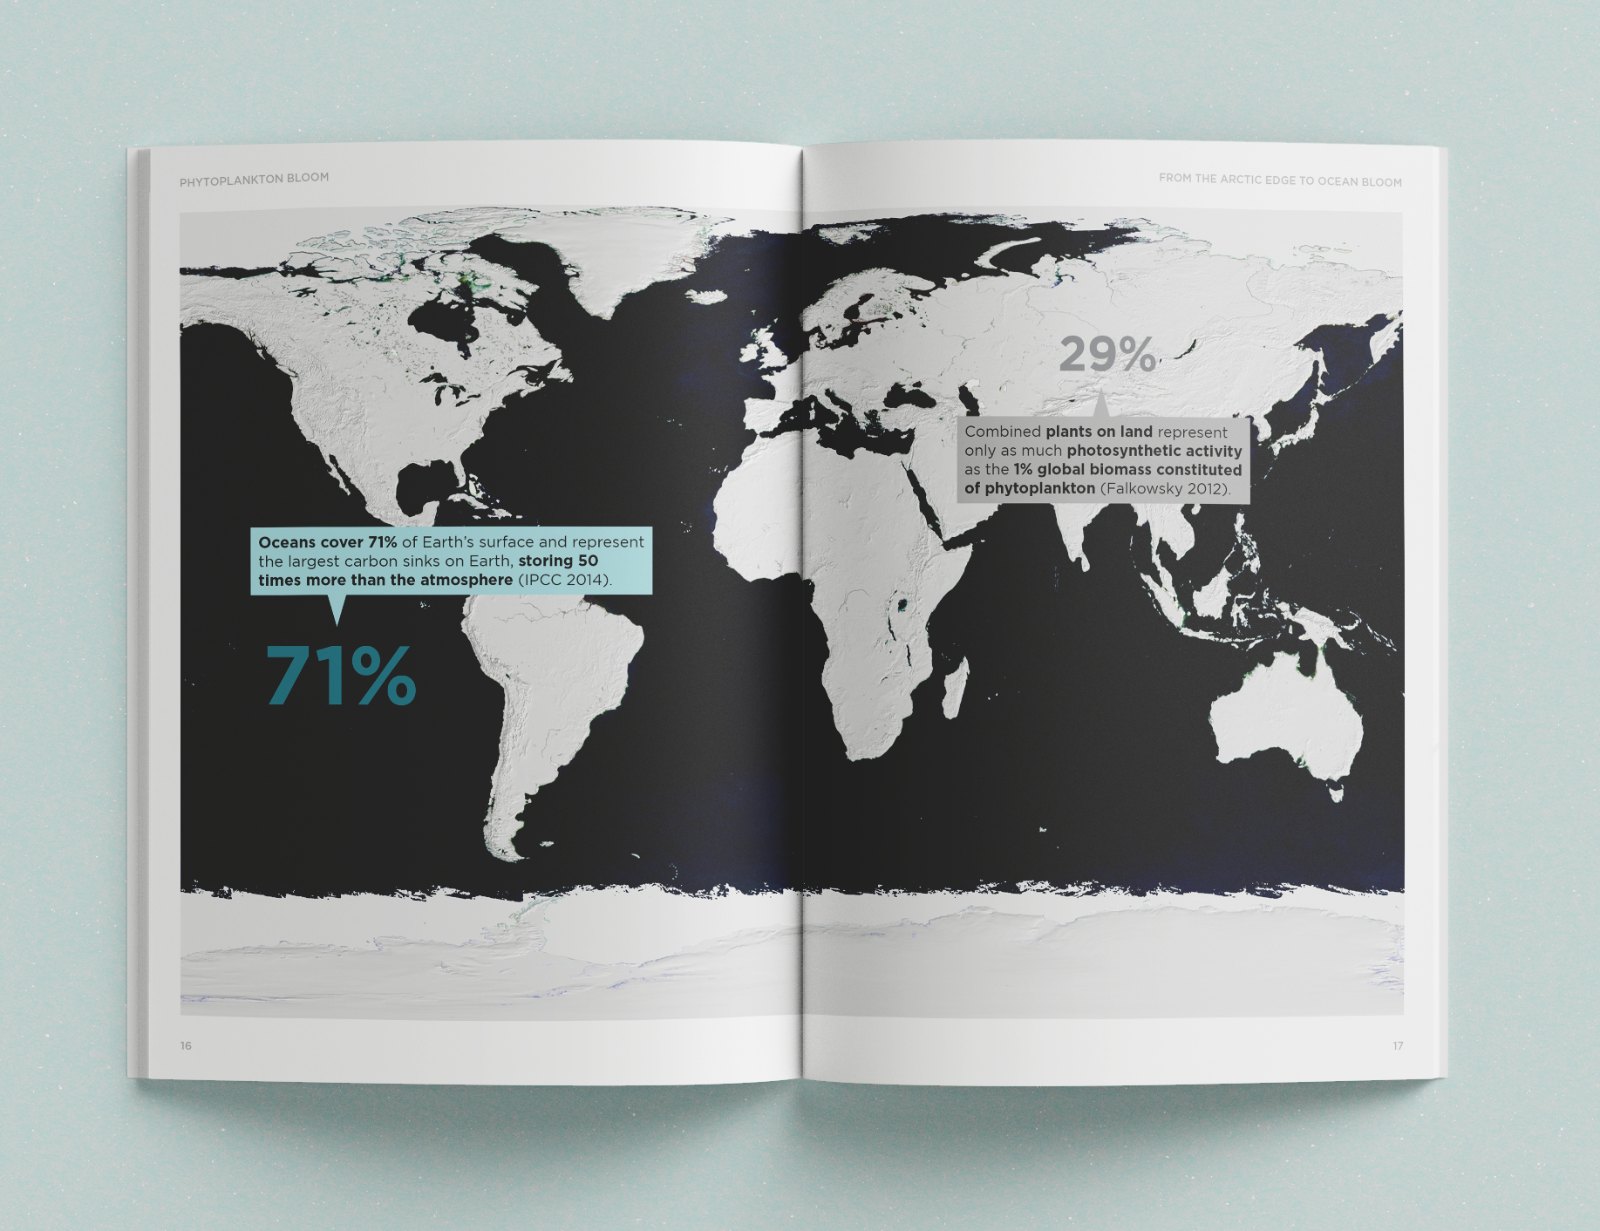 PHYTOPLANKTON BLOOM
FROM THE ARCTIC EDGE TO OCEAN BLOOM
Oceans cover 71% of Earth's surface and represent
the largest carbon sinks on Earth, storing 50
times more than the atmosphere (IPCC 2014).
71%
29%
Combined plants on land represent
only as much photosynthetic activity
as the 1% global biomass constituted
of phytoplankton (Falkowsky 2012).
16
17